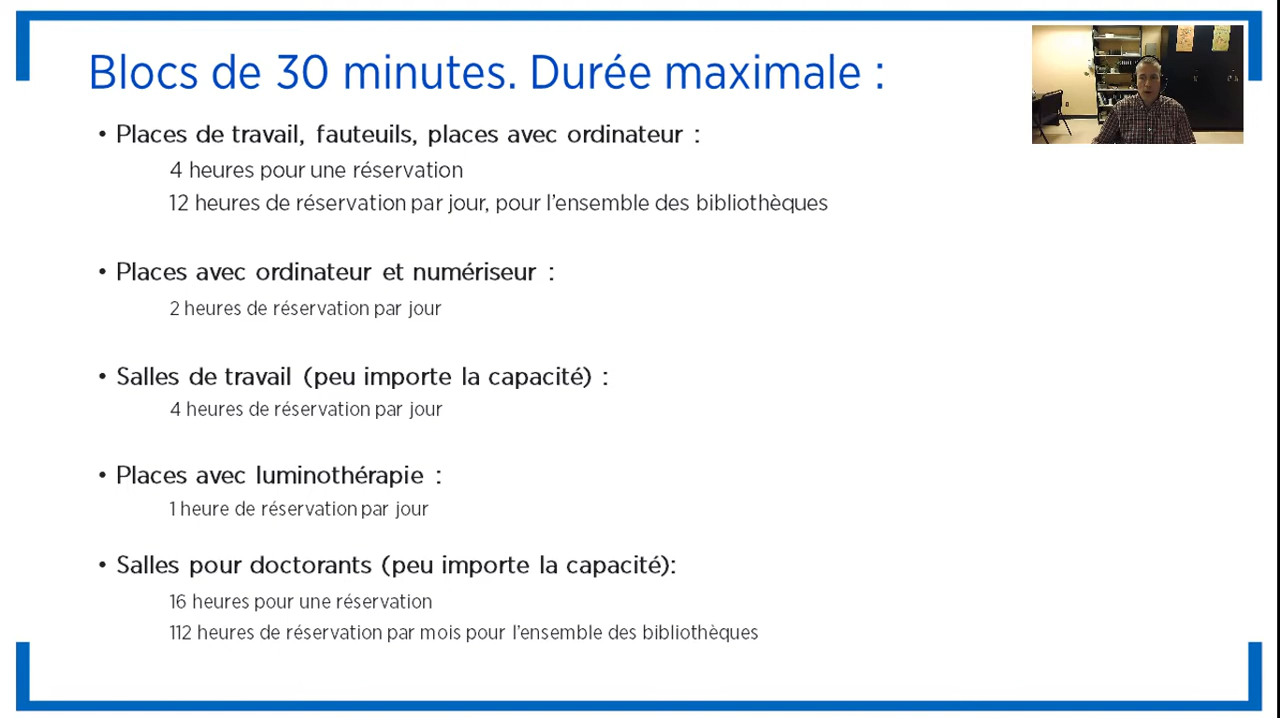 Blocs de 30 minutes. Durée maximale :
• Places de travail, fauteuils, places avec ordinateur :
4 heures pour une réservation
12 heures de réservation par jour, pour l’ensemble des bibliothèques
• Places avec ordinateur et numériseur :
2 heures de réservation par jour
• Salles de travail (peu importe la capacité) :
4 heures de réservation par jour
• Places avec luminothérapie :
1 heure de réservation par jour
• Salles pour doctorants (peu importe la capacité):
16 heures pour une réservation
112 heures de réservation par mois pour l’ensemble des bibliothèques